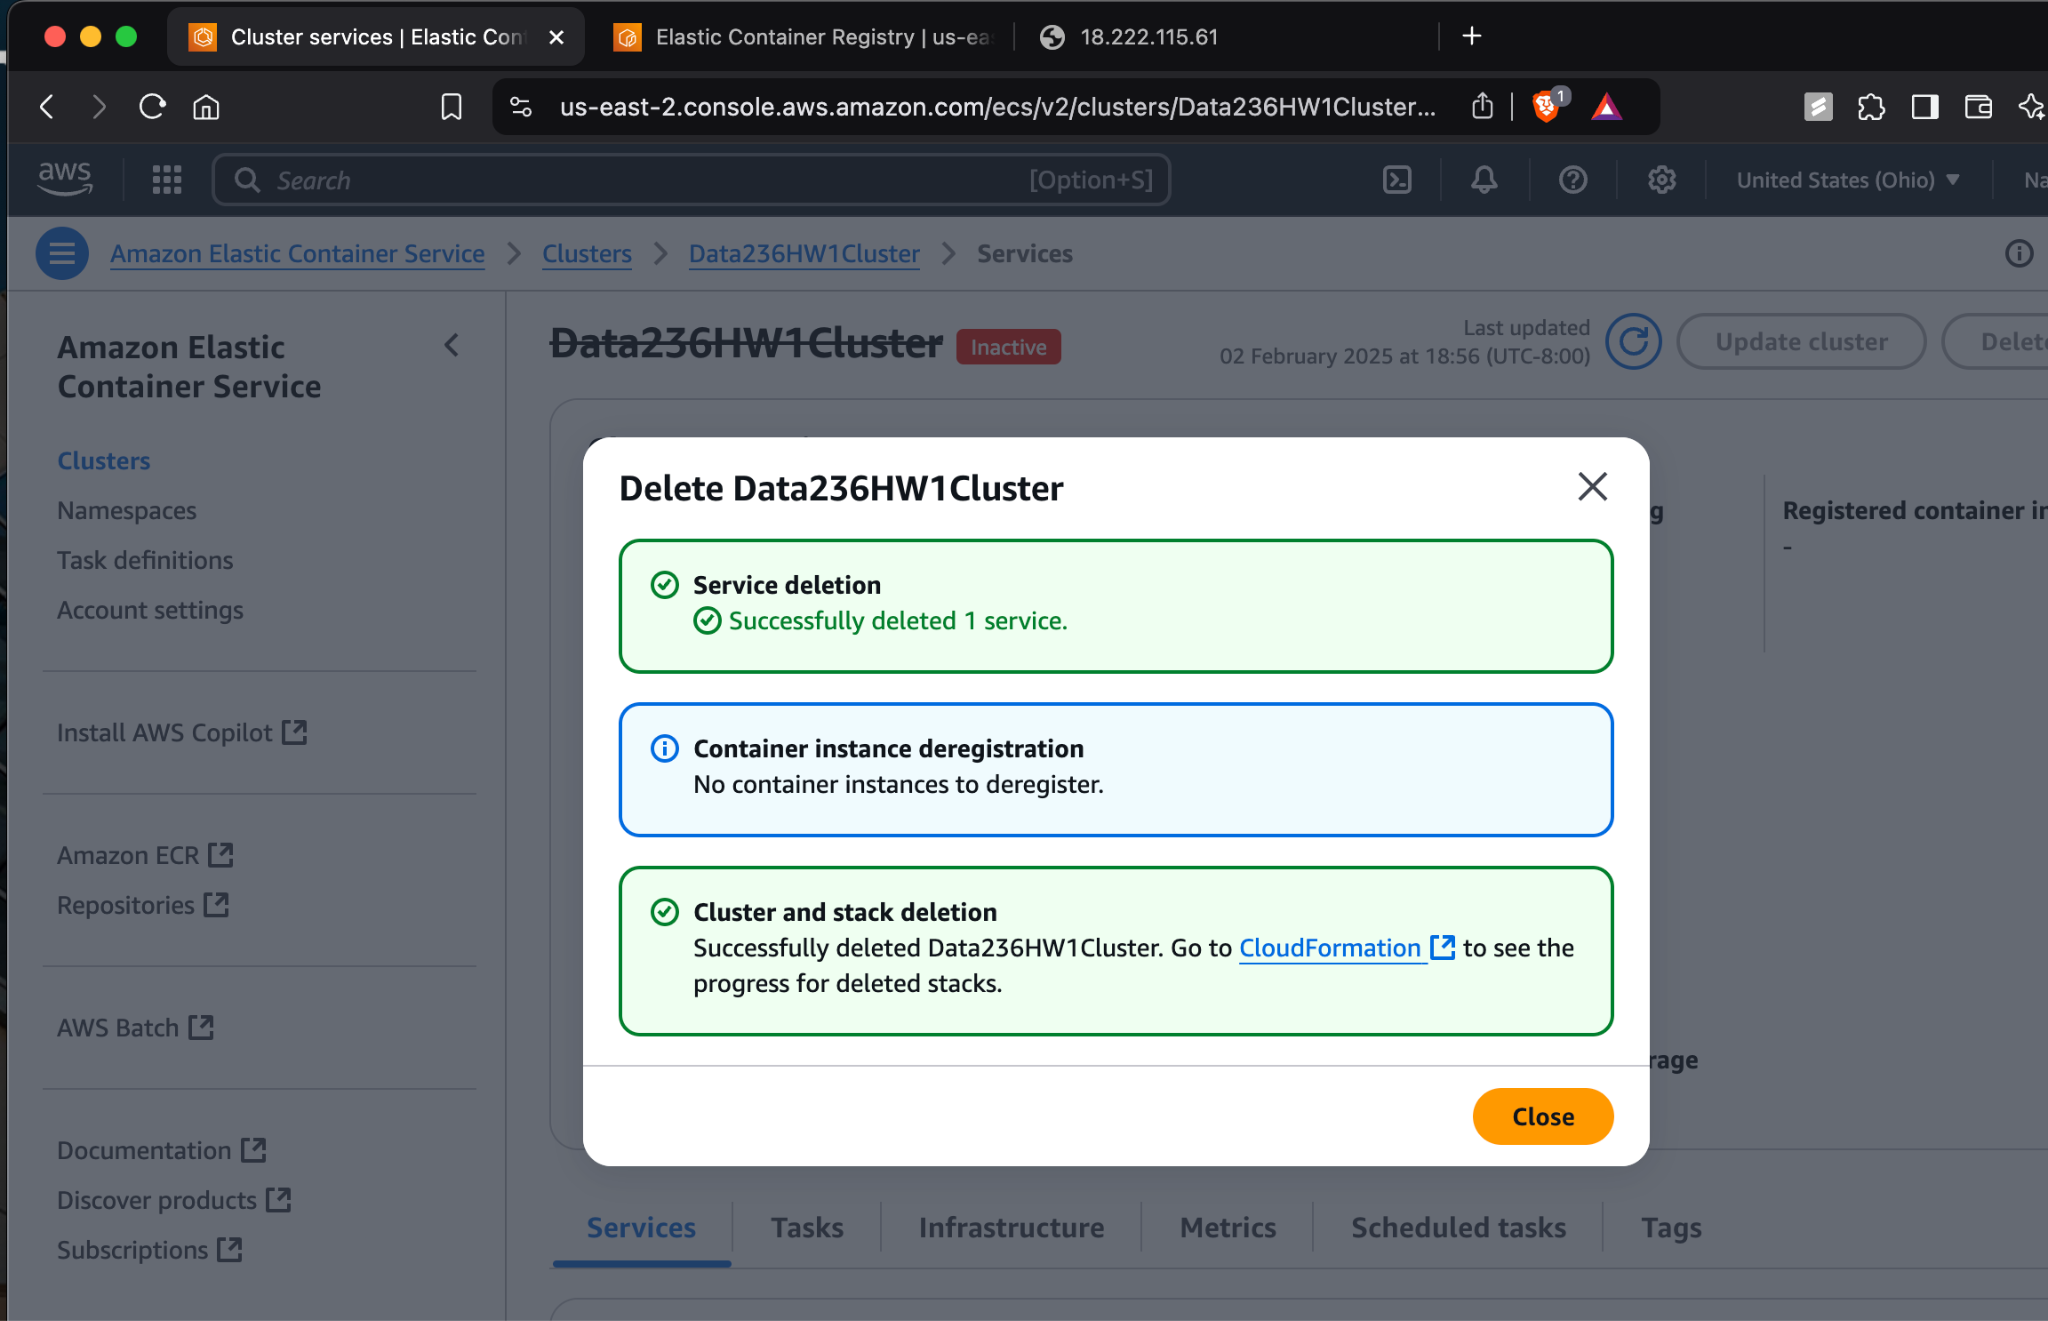 Cluster services | Elastic Con
Elastic Container Registry | us-eas
18.222.115.61
us-east-2.console.aws.amazon.com/ecs/v2/clusters/Data236HW1Cluster...
1
aws
Search
[Option+S]
United States (Ohio)
Na
Amazon Elastic Container Service
Clusters
Data236HW1Cluster
Services
Amazon Elastic
Container Service
Clusters
Namespaces
Task definitions
Account settings
Install AWS Copilot
Amazon ECR
Repositories
AWS Batch
Documentation
Discover products
Subscriptions
Data236HW1Cluster
Inactive
Last updated
02 February 2025 at 18:56 (UTC-8:00)
Update cluster
Delete
g
Registered container in
-
Delete Data236HW1Cluster
Service deletion
Successfully deleted 1 service.
Container instance deregistration
No container instances to deregister.
Cluster and stack deletion
Successfully deleted Data236HW1Cluster. Go to CloudFormation to see the
progress for deleted stacks.
Close
rage
Services
Tasks
Infrastructure
Metrics
Scheduled tasks
Tags